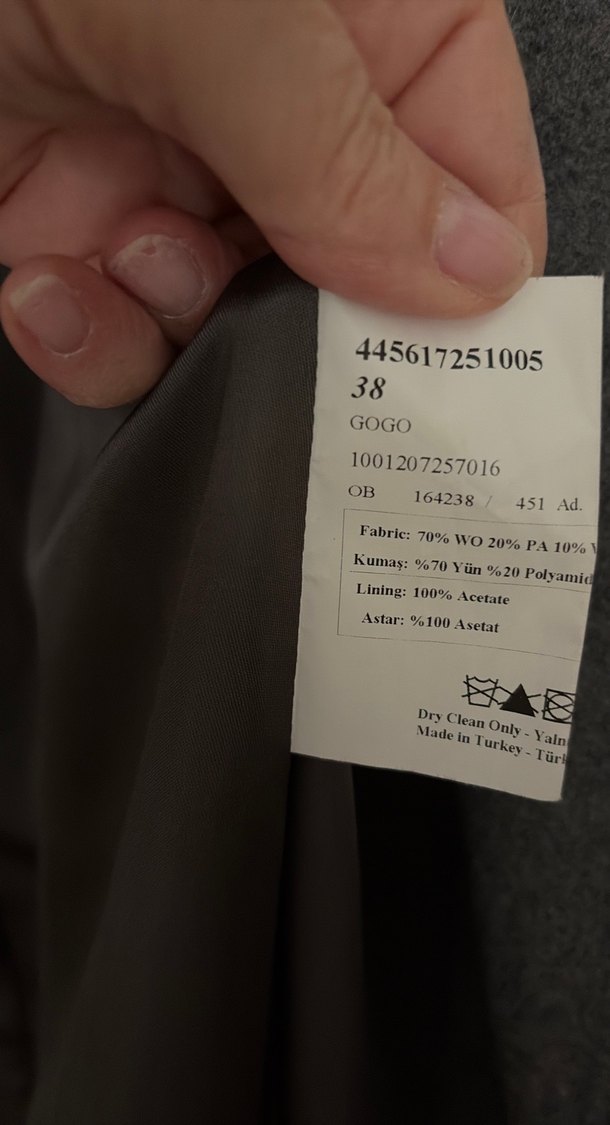 445617251005
38
GOGO
1001207257016
OB 164238 / 451 Ad.
Fabric: 70% WO 20% PA 10%
Kumaş: %70 Yün %20 Polyamid
Lining: 100% Acetate
Astar: %100 Asetat
Dry Clean Only -
Made in Turkey -